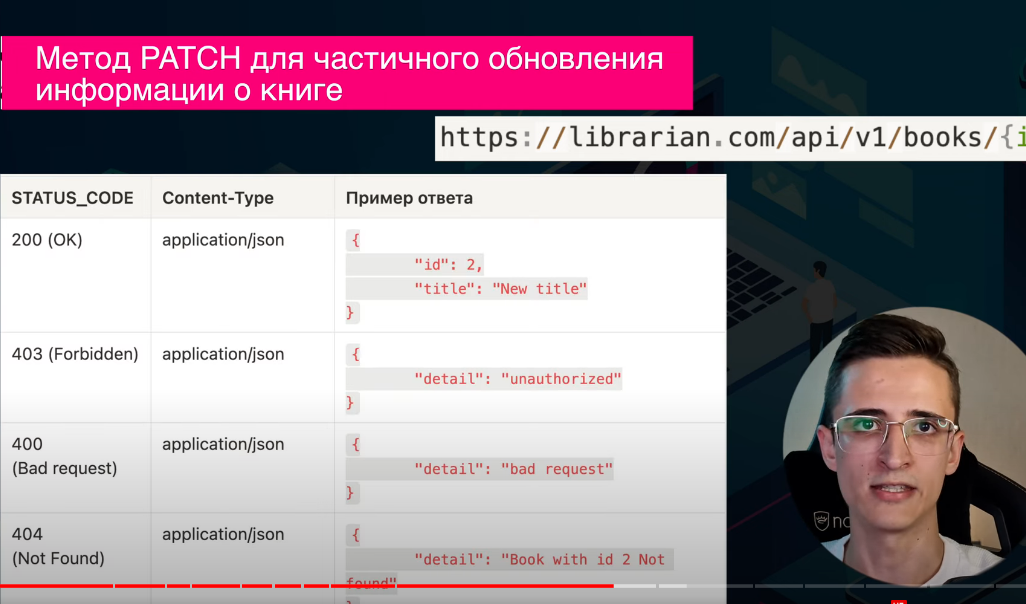 Метод PATCH для частичного обновления
информации о книге
https://librarian.com/api/v1/books/{i
STATUS_CODE Content-Type Пример ответа
200 (OK) application/json {
"id": 2,
"title": "New title"
}
403 (Forbidden) application/json {
"detail": "unauthorized"
}
400 application/json {
(Bad request) "detail": "bad request"
}
404 application/json {
(Not Found) "detail": "Book with id 2 Not
found"
}